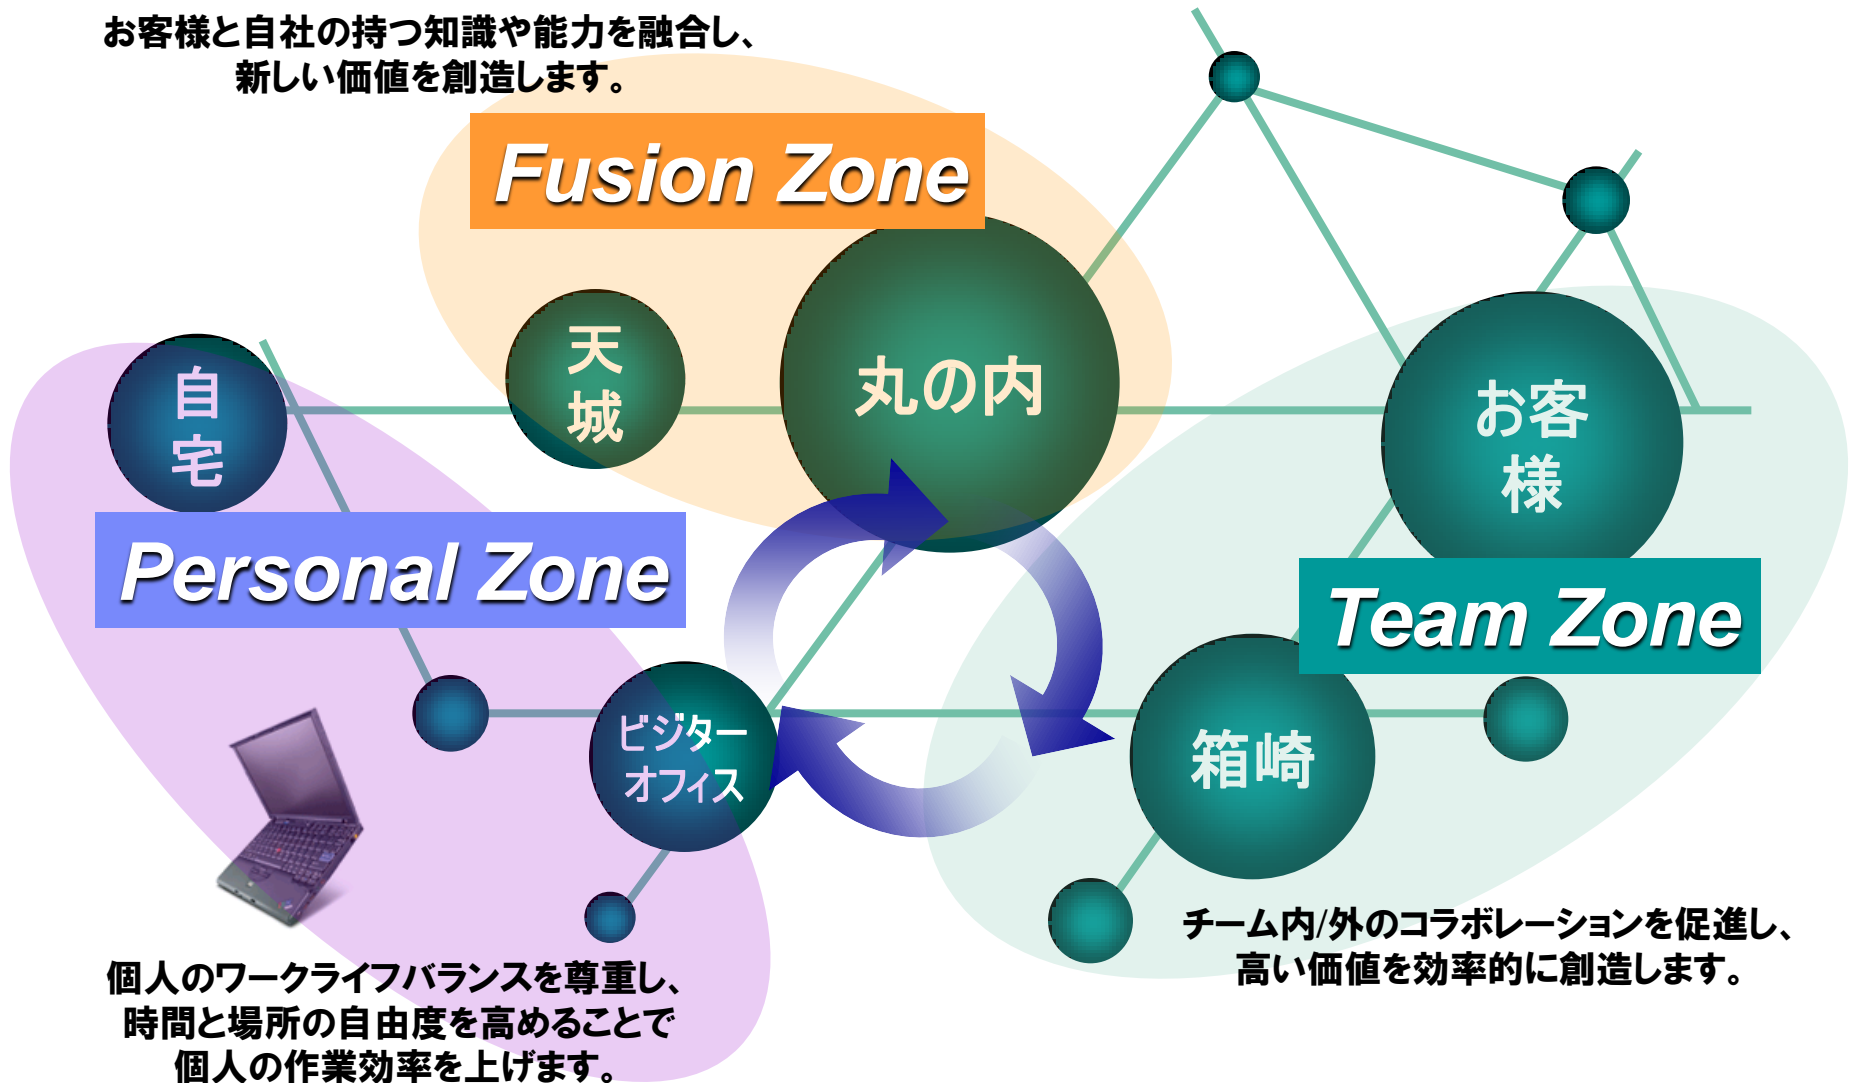 お客様と自社の持つ知識や能力を融合し、
新しい価値を創造します。
Fusion Zone
天
城
丸の内
自
宅
お客
様
Personal Zone
Team Zone
ビジター
オフィス
箱崎
チーム内/外のコラボレーションを促進し、
高い価値を効率的に創造します。
個人のワークライフバランスを尊重し、
時間と場所の自由度を高めることで
個人の作業効率を上げます。